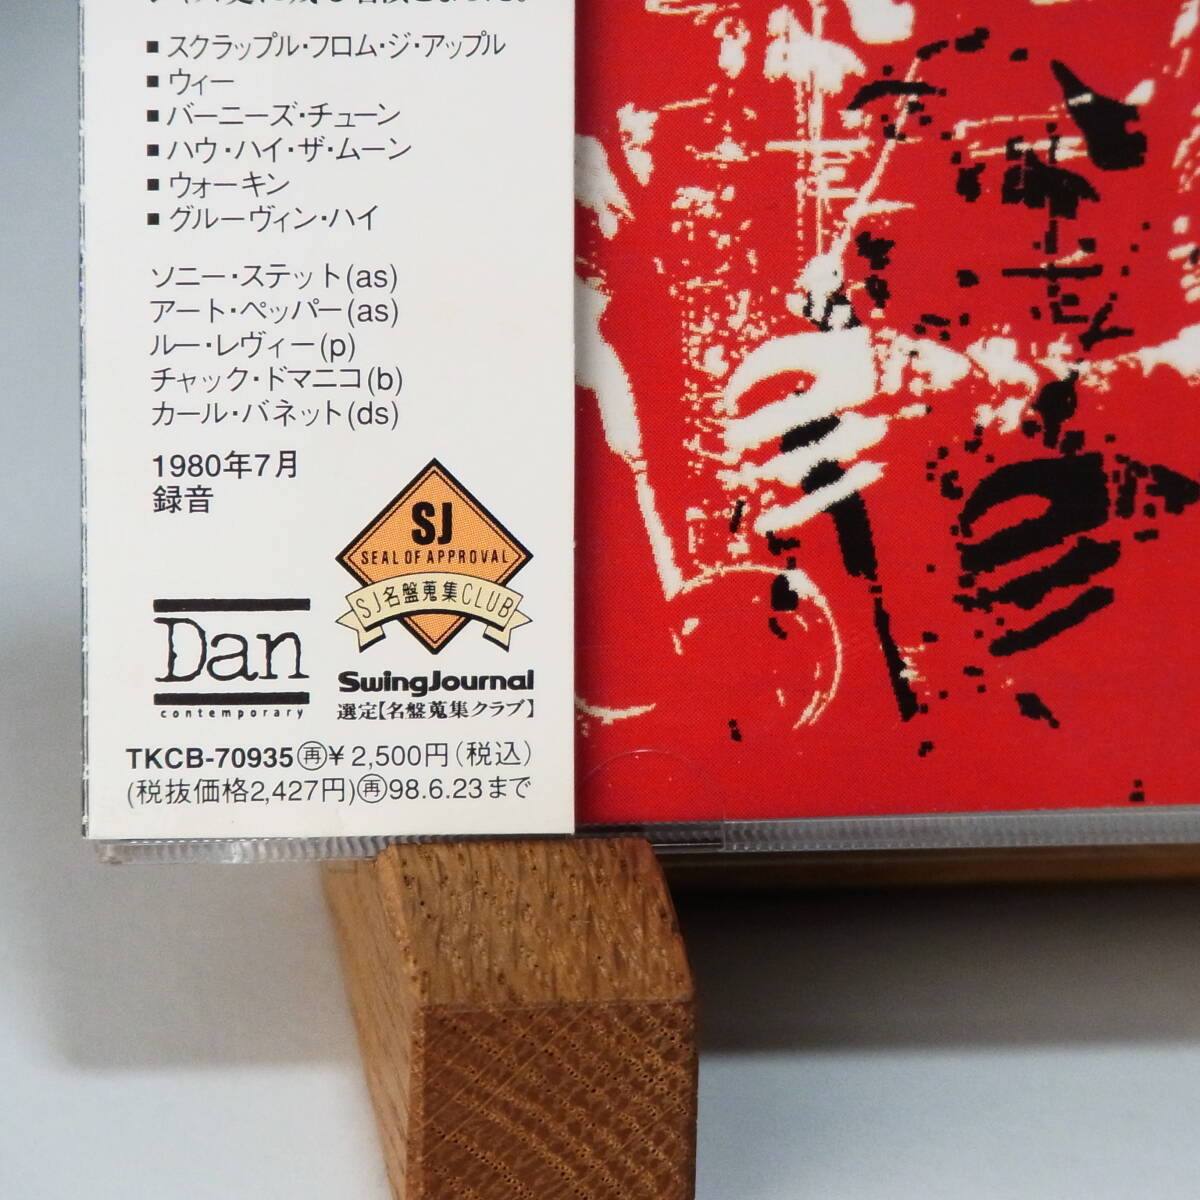 ■ スクラップル・フロム・ジ・アップル
■ ウィー
■ バーニーズ・チューン
■ ハウ・ハイ・ザ・ムーン
■ ウォーキン
■ グルーヴィン・ハイ
ソニー・ステット(as)
アート・ペッパー(as)
ルー・レヴィー(p)
チャック・ドマニコ(b)
カール・バネット(ds)
1980年7月
録音
SJ
SEAL OF APPROVAL
SJ名盤蒐集CLUB
Dan
contemporary
SwingJournal
選定【名盤蒐集クラブ】
TKCB-70935 再 ¥2,500円(税込)
(税抜価格2,427円) 再 98.6.23まで